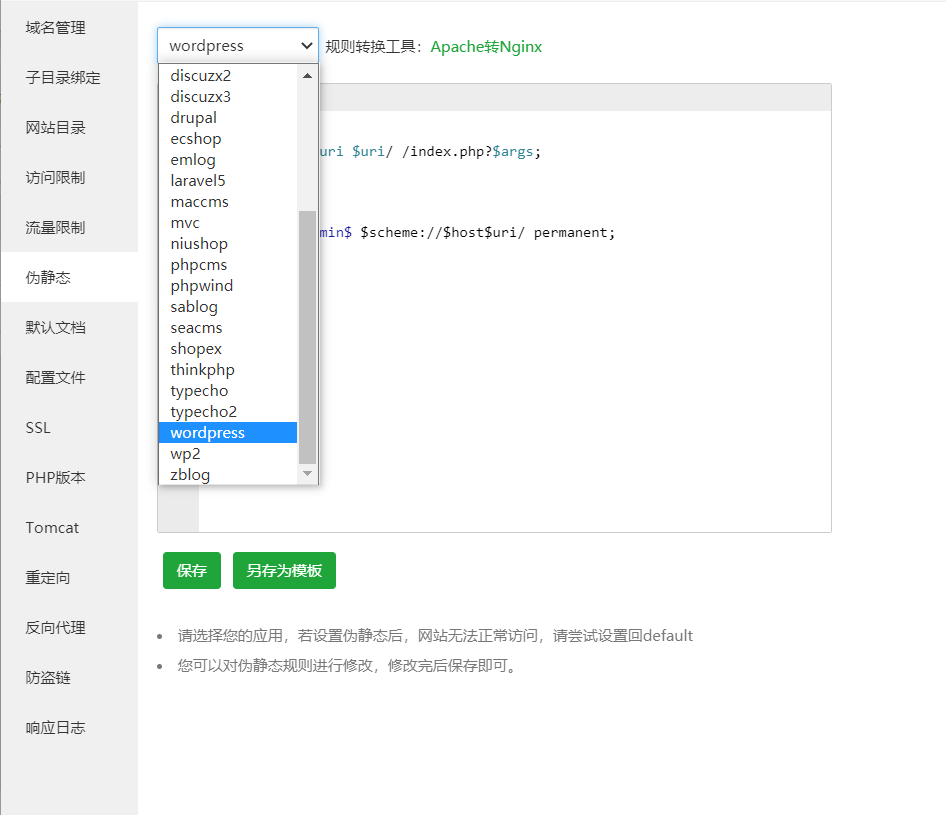 域名管理
子目录绑定
网站目录
访问限制
流量限制
伪静态
默认文档
配置文件
SSL
PHP版本
Tomcat
重定向
反向代理
防盗链
响应日志
wordpress 规则转换工具：Apache转Nginx
discuzx2
discuzx3
drupal
ecshop
emlog
laravel5
maccms
mvc
niushop
phpcms
phpwind
sablog
seacms
shopex
thinkphp
typecho
typecho2
wordpress
wp2
zblog
uri $uri/ /index.php?$args;
min$ $scheme://$host$uri/ permanent;
保存 另存为模板
请选择您的应用，若设置伪静态后，网站无法正常访问，请尝试设置回default
您可以对伪静态规则进行修改，修改完后保存即可。